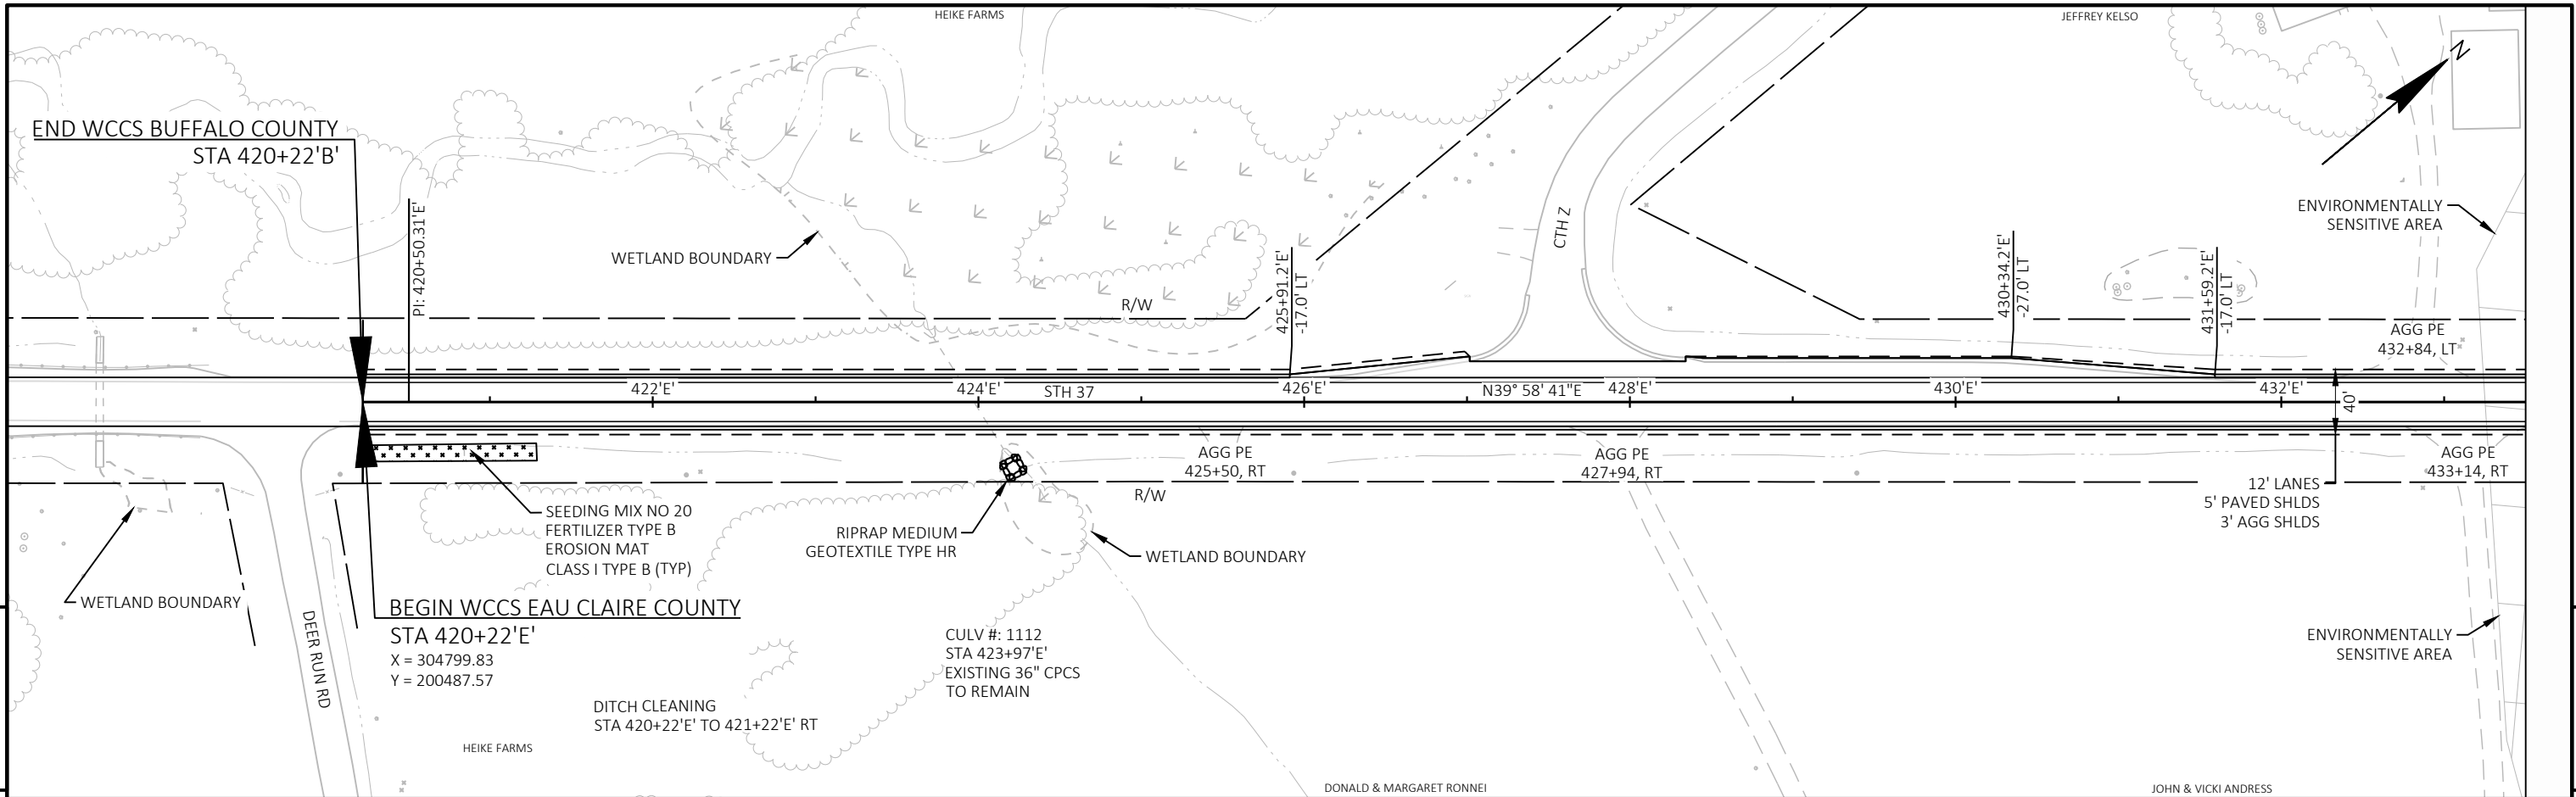 HEIKE FARMS
JEFFREY KELSO
N
END WCCS BUFFALO COUNTY
STA 420+22'B'
PI: 420+50.31'E'
WETLAND BOUNDARY
R/W
425+91.2'E'
-17.0' LT
CTH Z
430+34.2'E'
-27.0' LT
431+59.2'E'
-17.0' LT
ENVIRONMENTALLY
SENSITIVE AREA
AGG PE
432+84, LT
422'E'
424'E'
STH 37
426'E'
N39° 58' 41"E
428'E'
430'E'
432'E'
40'
AGG PE
425+50, RT
AGG PE
427+94, RT
AGG PE
433+14, RT
R/W
12' LANES
5' PAVED SHLDS
3' AGG SHLDS
SEEDING MIX NO 20
FERTILIZER TYPE B
EROSION MAT
CLASS I TYPE B (TYP)
RIPRAP MEDIUM
GEOTEXTILE TYPE HR
WETLAND BOUNDARY
WETLAND BOUNDARY
DEER RUN RD
BEGIN WCCS EAU CLAIRE COUNTY
STA 420+22'E'
X = 304799.83
Y = 200487.57
CULV #: 1112
STA 423+97'E'
EXISTING 36" CPCS
TO REMAIN
ENVIRONMENTALLY
SENSITIVE AREA
DITCH CLEANING
STA 420+22'E' TO 421+22'E' RT
HEIKE FARMS
DONALD & MARGARET RONNEI
JOHN & VICKI ANDRESS